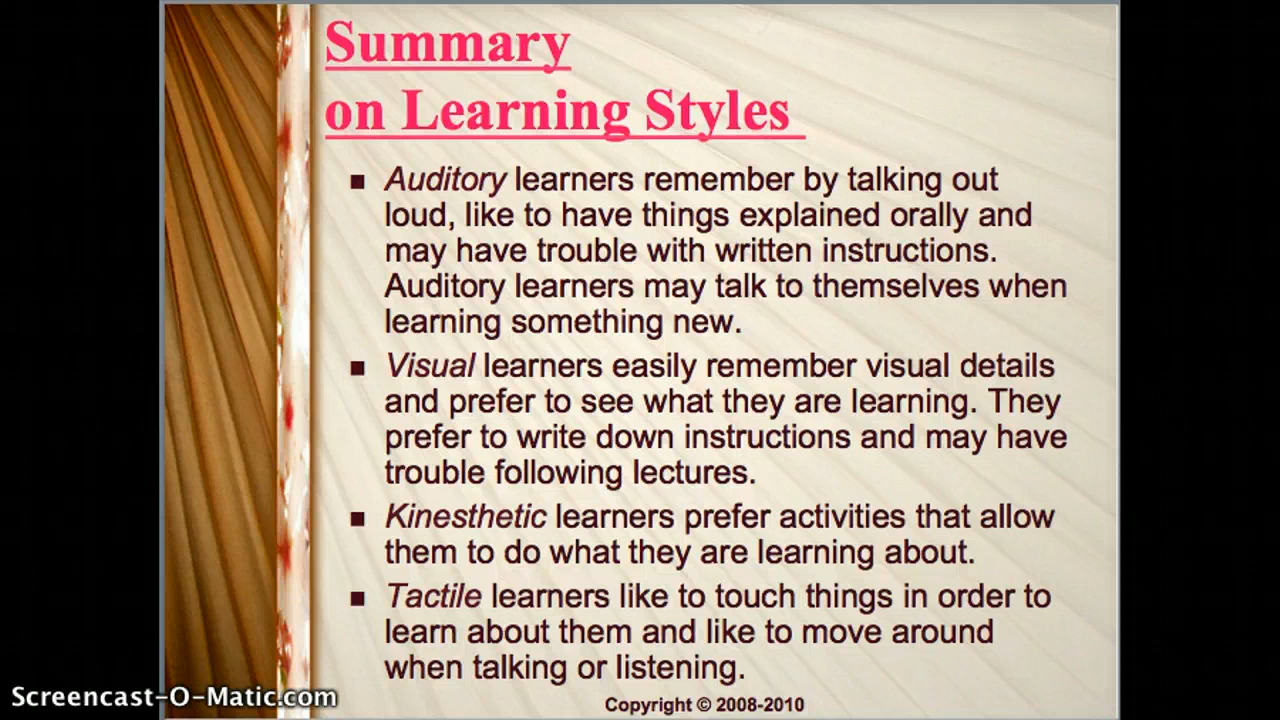 Summary
on Learning Styles
■ Auditory learners remember by talking out
loud, like to have things explained orally and
may have trouble with written instructions.
Auditory learners may talk to themselves when
learning something new.
■ Visual learners easily remember visual details
and prefer to see what they are learning. They
prefer to write down instructions and may have
trouble following lectures.
■ Kinesthetic learners prefer activities that allow
them to do what they are learning about.
■ Tactile learners like to touch things in order to
learn about them and like to move around
when talking or listening.
Screencast-O-Matic.com
Copyright © 2008-2010